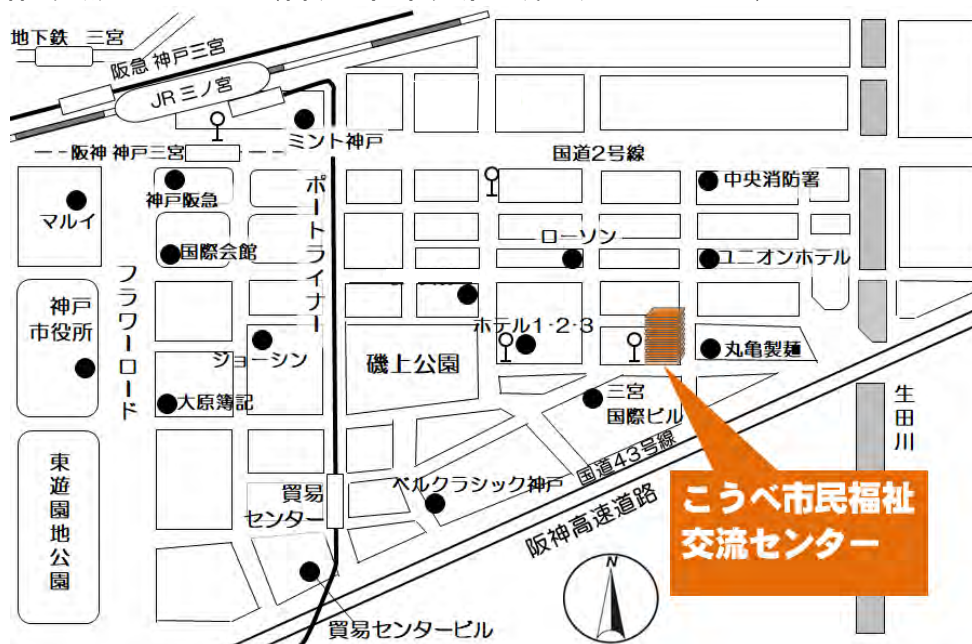 地下鉄 三宮
阪急 神戸三宮
JR 三ノ宮
ミント神戸
阪神 神戸三宮
国道2号線
マルイ
神戸阪急
ポートライナー
中央消防署
国際会館
ローソン
ユニオンホテル
フラワーロード
神戸
市役所
ホテル1・2・3
ジョーシン
磯上公園
丸亀製麺
大原簿記
三宮
国際ビル
生田川
国道43号線
東遊園地公園
貿易
センター
ベルクラシック神戸
阪神高速道路
こうべ市民福祉
交流センター
N
貿易センタービル